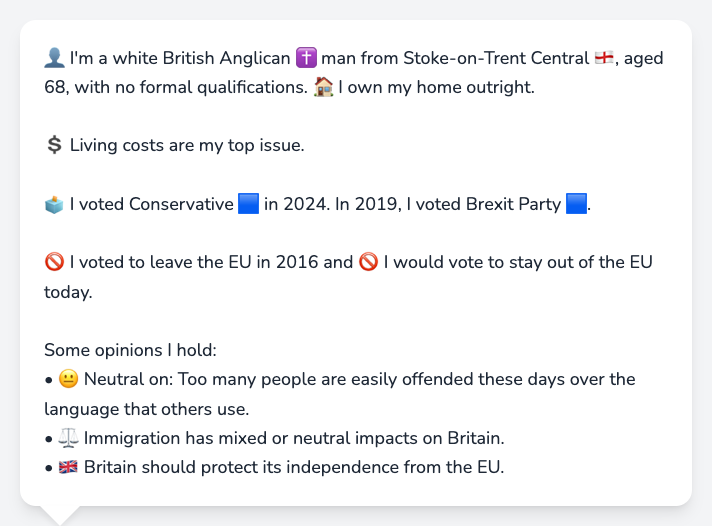 👤 I'm a white British Anglican ✝️ man from Stoke-on-Trent Central 🏴󠁧󠁢󠁥󠁮󠁧󠁿, aged
68, with no formal qualifications. 🏠 I own my home outright.
💲 Living costs are my top issue.
🗳️ I voted Conservative 🟦 in 2024. In 2019, I voted Brexit Party 🟦.
🚫 I voted to leave the EU in 2016 and 🚫 I would vote to stay out of the EU
today.
Some opinions I hold:
• 😐 Neutral on: Too many people are easily offended these days over the
language that others use.
• ⚖️ Immigration has mixed or neutral impacts on Britain.
• 🇬🇧 Britain should protect its independence from the EU.